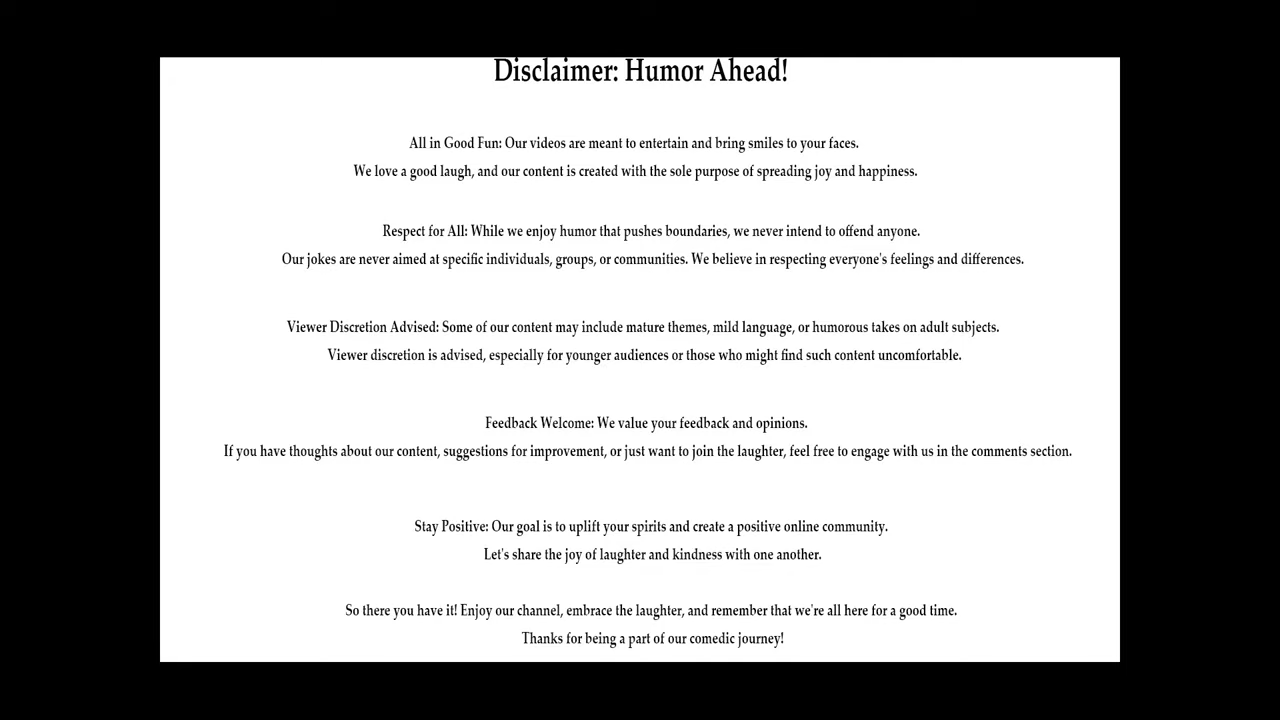 Disclaimer: Humor Ahead!
All in Good Fun: Our videos are meant to entertain and bring smiles to your faces.
We love a good laugh, and our content is created with the sole purpose of spreading joy and happiness.
Respect for All: While we enjoy humor that pushes boundaries, we never intend to offend anyone.
Our jokes are never aimed at specific individuals, groups, or communities. We believe in respecting everyone's feelings and differences.
Viewer Discretion Advised: Some of our content may include mature themes, mild language, or humorous takes on adult subjects.
Viewer discretion is advised, especially for younger audiences or those who might find such content uncomfortable.
Feedback Welcome: We value your feedback and opinions.
If you have thoughts about our content, suggestions for improvement, or just want to join the laughter, feel free to engage with us in the comments section.
Stay Positive: Our goal is to uplift your spirits and create a positive online community.
Let's share the joy of laughter and kindness with one another.
So there you have it! Enjoy our channel, embrace the laughter, and remember that we're all here for a good time.
Thanks for being a part of our comedic journey!